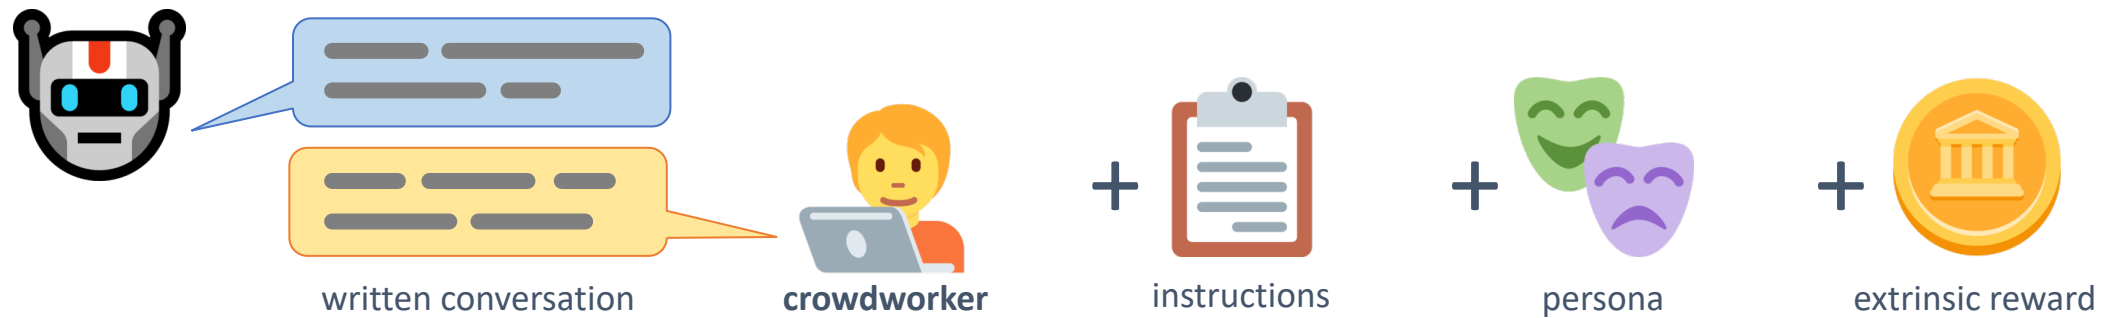 written conversation
crowdworker
+
instructions
+
persona
+
extrinsic reward